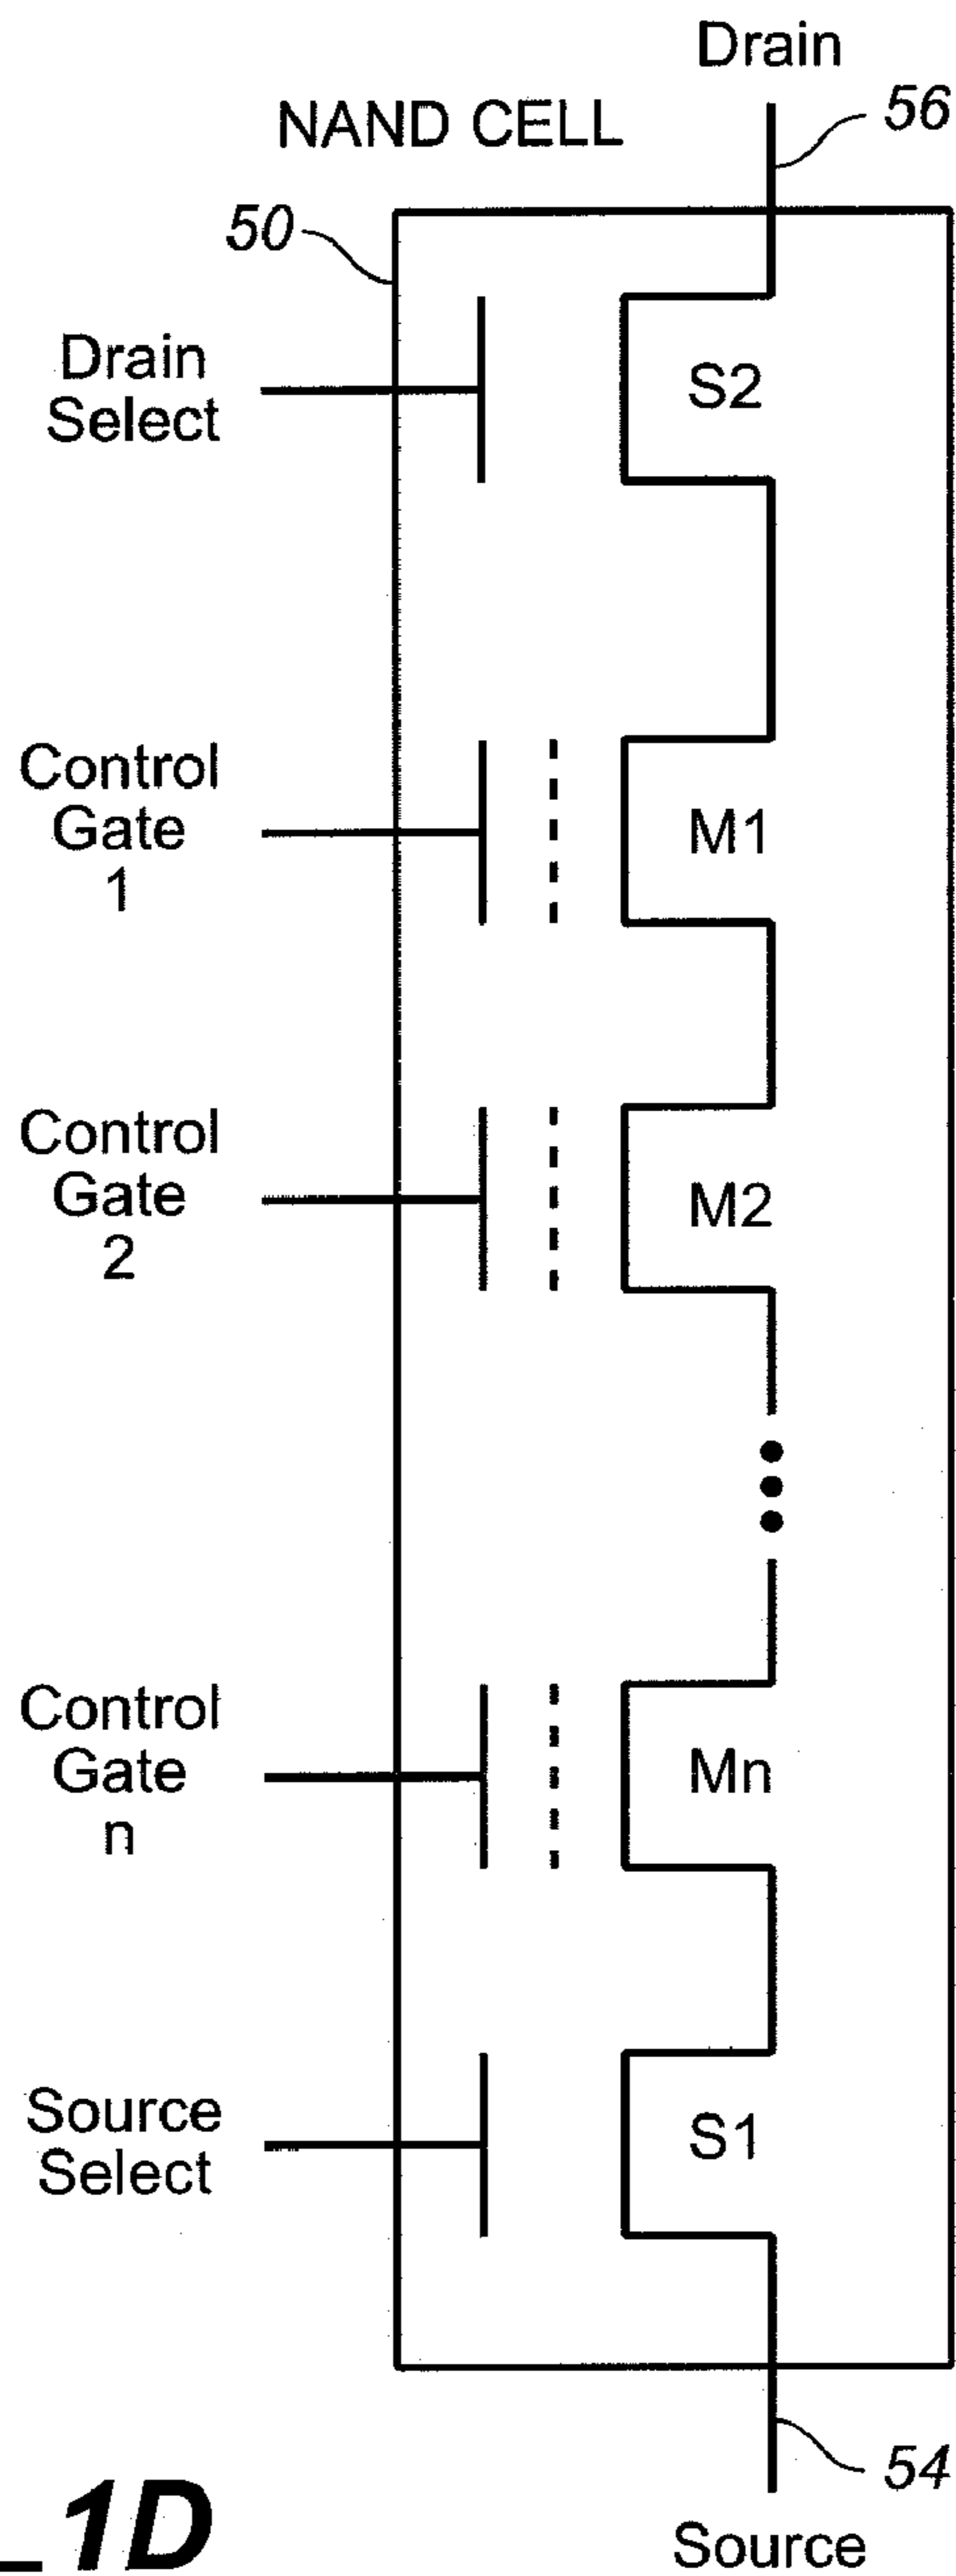 Drain
56
NAND CELL
50
Drain
Select
S2
Control
Gate
1
M1
Control
Gate
2
M2
Control
Gate
n
Mn
Source
Select
S1
54
1D
Source